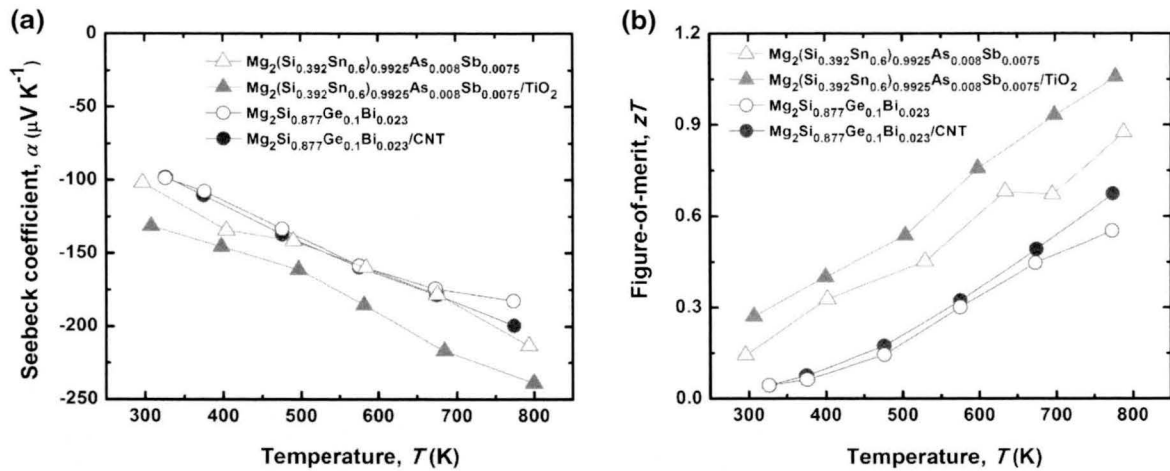 (a)
0
-50
-100
-150
-200
-250
Seebeck coefficient, α (μV K⁻¹)
Mg₂(Si₀.₃₉₂Sn₀.₆)₀.₉₉₂₅As₀.₀₀₈Sb₀.₀₀₇₅
Mg₂(Si₀.₃₉₂Sn₀.₆)₀.₉₉₂₅As₀.₀₀₈Sb₀.₀₀₇₅/TiO₂
Mg₂Si₀.₈₇₇Ge₀.₁Bi₀.₀₂₃
Mg₂Si₀.₈₇₇Ge₀.₁Bi₀.₀₂₃/CNT
300 400 500 600 700 800
Temperature, T (K)
(b)
1.2
0.9
0.6
0.3
0.0
Figure-of-merit, zT
Mg₂(Si₀.₃₉₂Sn₀.₆)₀.₉₉₂₅As₀.₀₀₈Sb₀.₀₀₇₅
Mg₂(Si₀.₃₉₂Sn₀.₆)₀.₉₉₂₅As₀.₀₀₈Sb₀.₀₀₇₅/TiO₂
Mg₂Si₀.₈₇₇Ge₀.₁Bi₀.₀₂₃
Mg₂Si₀.₈₇₇Ge₀.₁Bi₀.₀₂₃/CNT
300 400 500 600 700 800
Temperature, T (K)